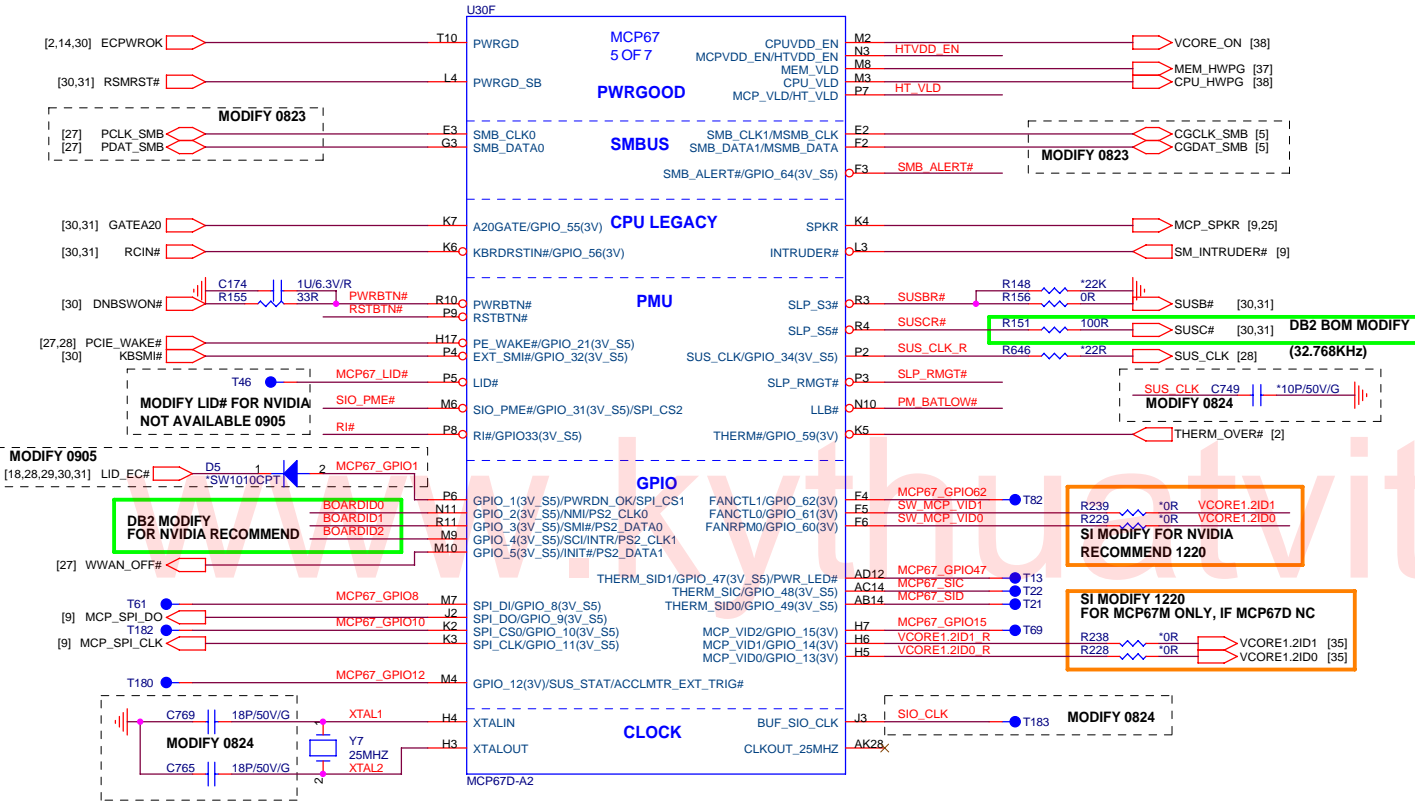 U30F
[2,14,30] ECPWROK T10 PWRGD MCP67 CPUVDD_EN M2 VCORE_ON [38]
5 OF 7 MCPVDD_EN/HTVDD_EN N3 HTVDD_EN
MEM_VLD M8 MEM_HWPG [37]
[30,31] RSMRST# L4 PWRGD_SB CPU_VLD M3 CPU_HWPG [38]
PWRGOOD MCP_VLD/HT_VLD P7 HT_VLD
MODIFY 0823
[27] PCLK_SMB E3 SMB_CLK0 SMBUS SMB_CLK1/MSMB_CLK E2 CGCLK_SMB [5]
[27] PDAT_SMB G3 SMB_DATA0 SMB_DATA1/MSMB_DATA F2 CGDAT_SMB [5]
MODIFY 0823
SMB_ALERT#/GPIO_64(3V_S5) F3 SMB_ALERT#
[30,31] GATEA20 K7 A20GATE/GPIO_55(3V) CPU LEGACY SPKR K4 MCP_SPKR [9,25]
[30,31] RCIN# K6 KBRDRSTIN#/GPIO_56(3V) INTRUDER# L3 SM_INTRUDER# [9]
C174 1U/6.3V/R R148 *22K
[30] DNBSWON# R155 33R PWRBTN# R10 PWRBTN# PMU SLP_S3# R3 SUSBR# R156 0R SUSB# [30,31]
RSTBTN# P9 RSTBTN#
SLP_S5# R4 SUSCR# R151 100R SUSC# [30,31] DB2 BOM MODIFY
[27,28] PCIE_WAKE# H17 PE_WAKE#/GPIO_21(3V_S5)
[30] KBSMI# P4 EXT_SMI#/GPIO_32(3V_S5) SUS_CLK/GPIO_34(3V_S5) P2 SUS_CLK_R R646 *22R SUS_CLK [28] (32.768KHz)
T46 MCP67_LID# P5 LID# SLP_RMGT# P3 SLP_RMGT#
SUS_CLK C749 *10P/50V/G
MODIFY 0824
MODIFY LID# FOR NVIDIA
NOT AVAILABLE 0905
SIO_PME# M6 SIO_PME#/GPIO_31(3V_S5)/SPI_CS2 LLB# N10 PM_BATLOW#
RI# P8 RI#/GPIO33(3V_S5) THERM#/GPIO_59(3V) K5 THERM_OVER# [2]
MODIFY 0905
[18,28,29,30,31] LID_EC# D5 1 2 MCP67_GPIO1
*SW1010CPT
GPIO
P6 GPIO_1(3V_S5)/PWRDN_OK/SPI_CS1 FANCTL1/GPIO_62(3V) F4 MCP67_GPIO62 T82
BOARDID0 N11 GPIO_2(3V_S5)/NMI/PS2_CLK0 FANCTL0/GPIO_61(3V) F5 SW_MCP_VID1 R239 *0R VCORE1.2ID1
BOARDID1 R11 GPIO_3(3V_S5)/SMI#/PS2_DATA0 FANRPM0/GPIO_60(3V) F6 SW_MCP_VID0 R229 *0R VCORE1.2ID0
DB2 MODIFY
FOR NVIDIA RECOMMEND
BOARDID2 M9 GPIO_4(3V_S5)/SCI/INTR/PS2_CLK1
SI MODIFY FOR NVIDIA
RECOMMEND 1220
M10 GPIO_5(3V_S5)/INIT#/PS2_DATA1
[27] WWAN_OFF#
www.kythuatvit
THERM_SID1/GPIO_47(3V_S5)/PWR_LED# AD12 MCP67_GPIO47 T13
THERM_SIC/GPIO_48(3V_S5) AC14 MCP67_SIC T22
T61 MCP67_GPIO8 M7 SPI_DI/GPIO_8(3V_S5) THERM_SID0/GPIO_49(3V_S5) AB14 MCP67_SID T21
SI MODIFY 1220
FOR MCP67M ONLY, IF MCP67D NC
[9] MCP_SPI_DO J2 SPI_DO/GPIO_9(3V_S5)
T182 MCP67_GPIO10 K2 SPI_CS0/GPIO_10(3V_S5) MCP_VID2/GPIO_15(3V) H7 MCP67_GPIO15 T69
[9] MCP_SPI_CLK K3 SPI_CLK/GPIO_11(3V_S5) MCP_VID1/GPIO_14(3V) H6 VCORE1.2ID1_R R238 *0R VCORE1.2ID1 [35]
MCP_VID0/GPIO_13(3V) H5 VCORE1.2ID0_R R228 *0R VCORE1.2ID0 [35]
T180 MCP67_GPIO12 M4 GPIO_12(3V)/SUS_STAT/ACCLMTR_EXT_TRIG#
C769 18P/50V/G XTAL1 H4 XTALIN CLOCK BUF_SIO_CLK J3 SIO_CLK T183 MODIFY 0824
1
MODIFY 0824 Y7
25MHZ
H3 XTALOUT CLKOUT_25MHZ AK28
C765 18P/50V/G XTAL2
2
MCP67D-A2